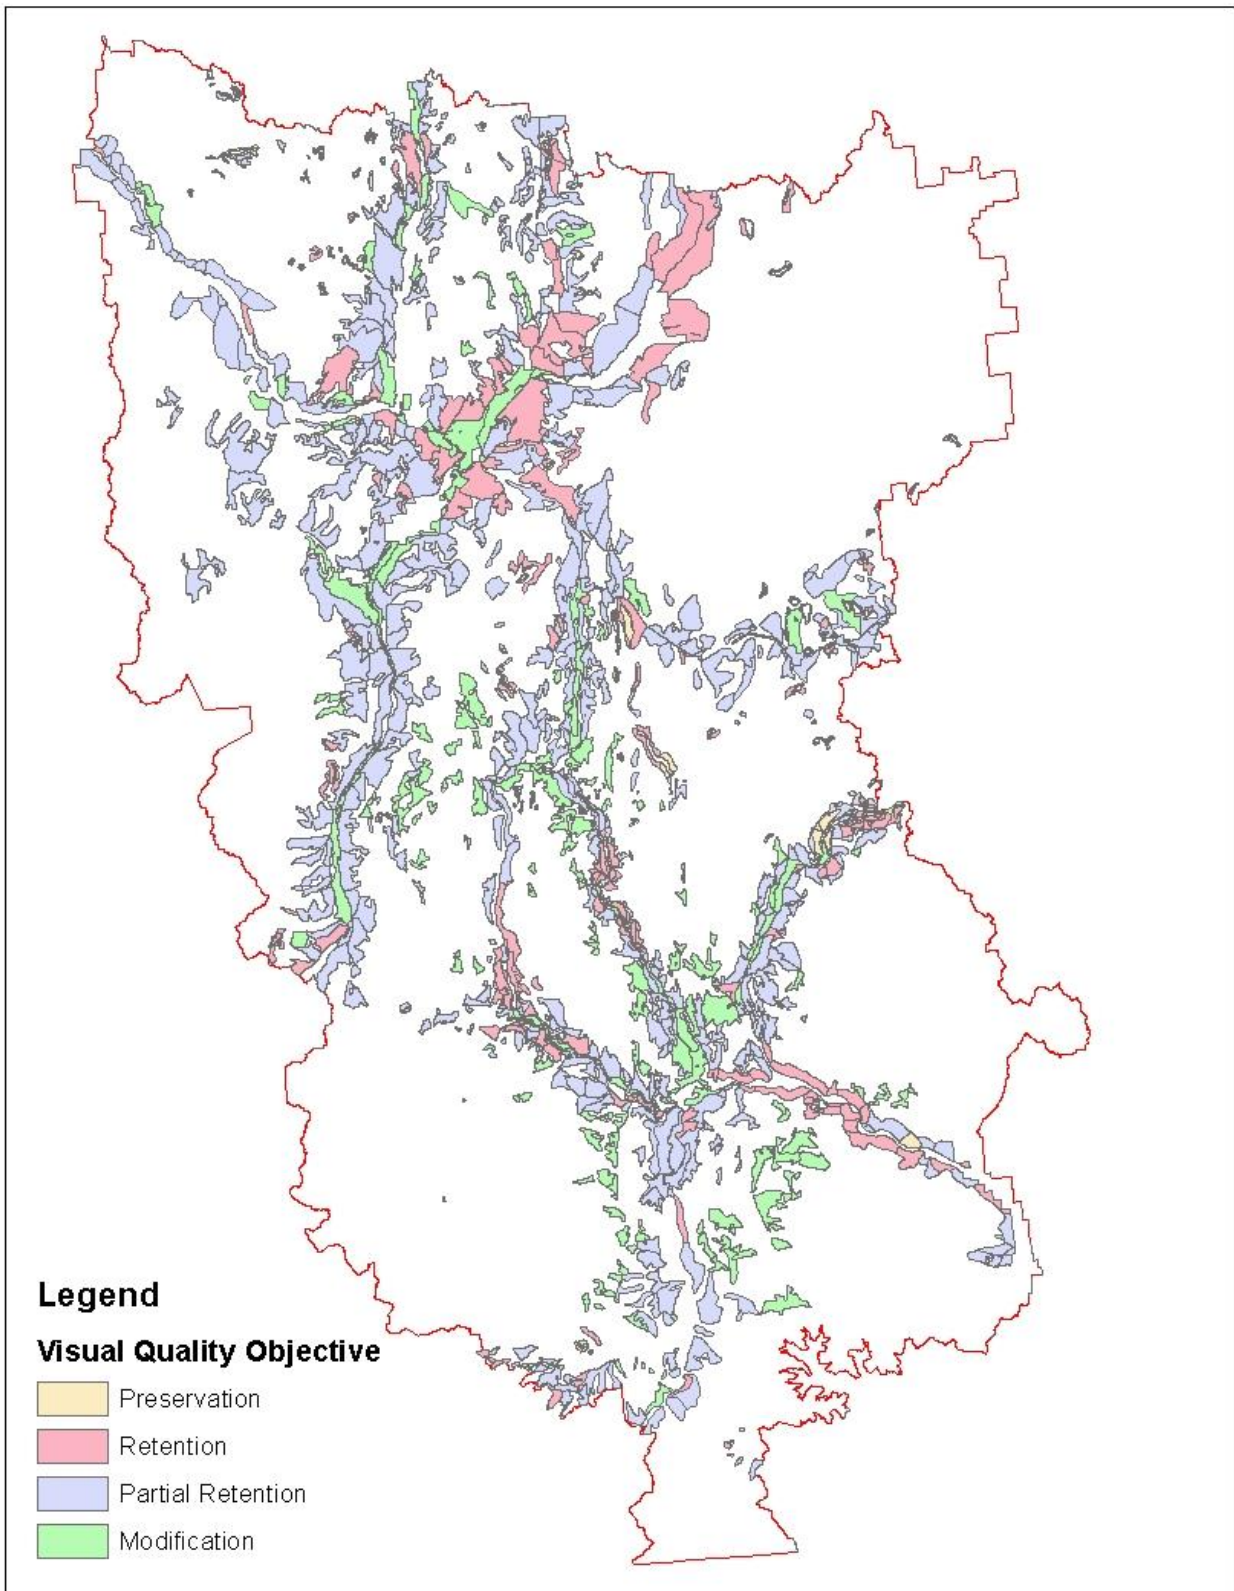 Legend
Visual Quality Objective
Preservation
Retention
Partial Retention
Modification